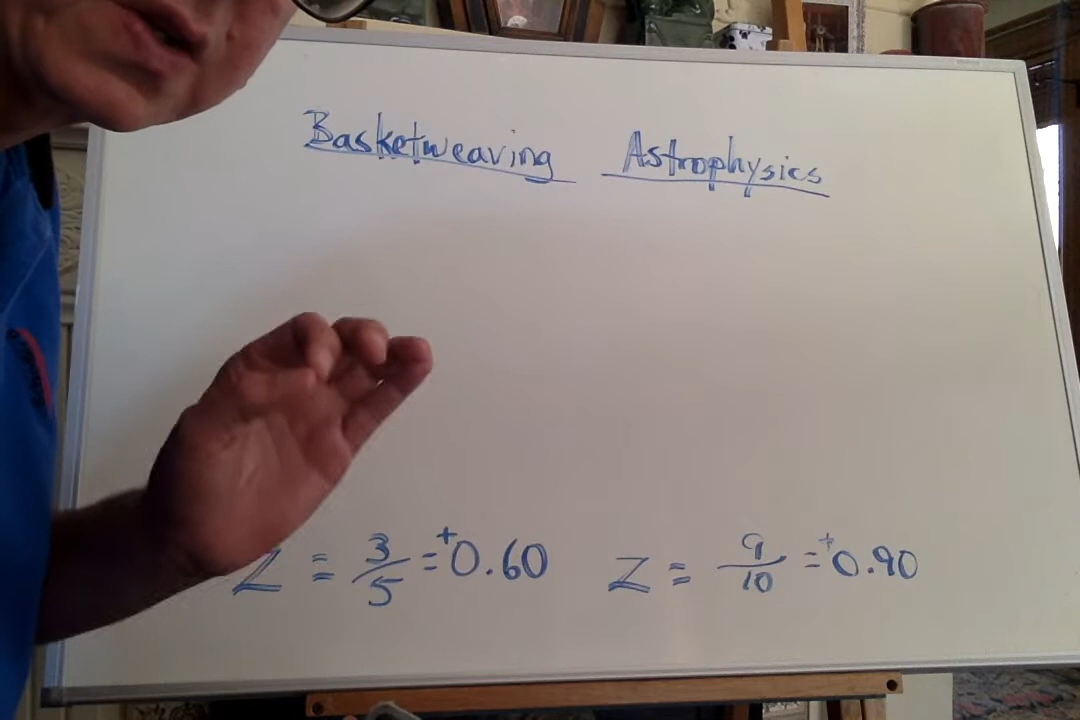 Basketweaving Astrophysics
Z = 3/5 = +0.60 Z = 9/10 = +0.90